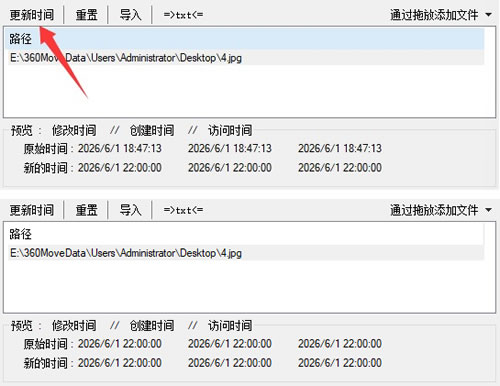 更新时间 重置 导入 =>txt<= 通过拖放添加文件
路径
E:\360MoveData\Users\Administrator\Desktop\4.jpg
预览 : 修改时间 // 创建时间 // 访问时间
原始时间 : 2026/6/1 18:47:13 2026/6/1 18:47:13 2026/6/1 18:47:13
新的时间 : 2026/6/1 22:00:00 2026/6/1 22:00:00 2026/6/1 22:00:00
更新时间 重置 导入 =>txt<= 通过拖放添加文件
路径
E:\360MoveData\Users\Administrator\Desktop\4.jpg
预览 : 修改时间 // 创建时间 // 访问时间
原始时间 : 2026/6/1 22:00:00 2026/6/1 22:00:00 2026/6/1 22:00:00
新的时间 : 2026/6/1 22:00:00 2026/6/1 22:00:00 2026/6/1 22:00:00